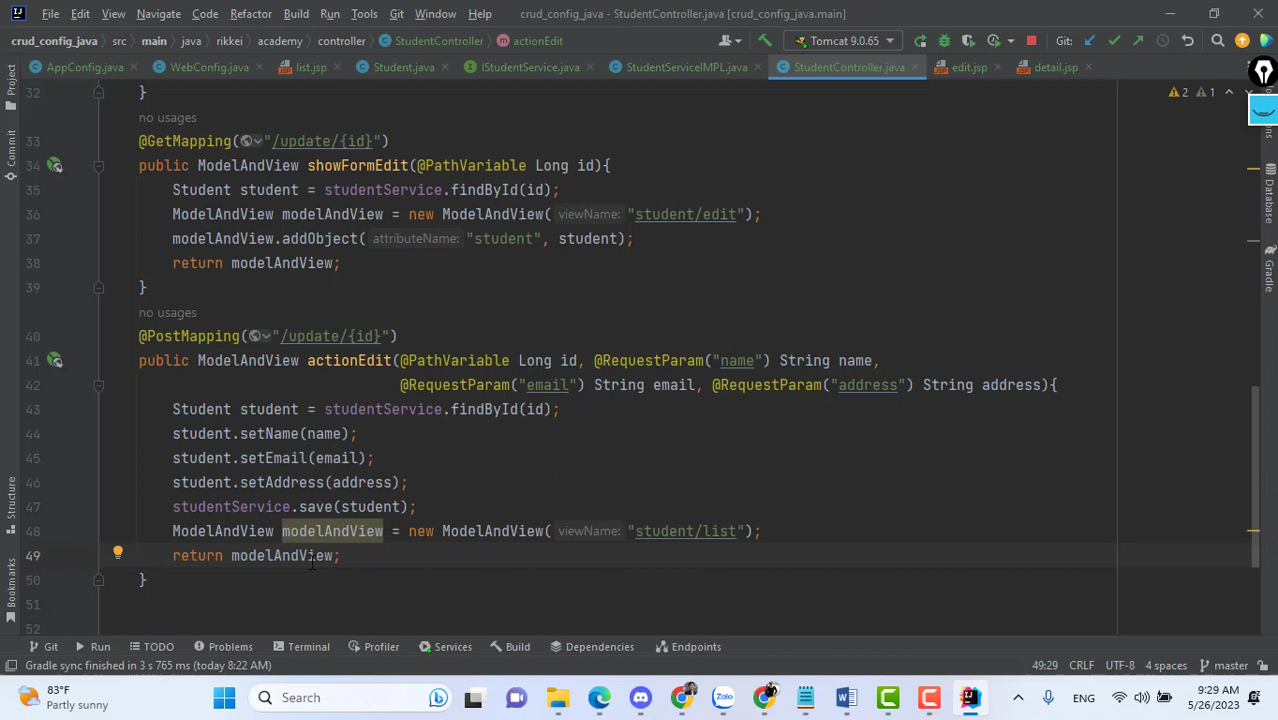 File Edit View Navigate Code Refactor Build Run Tools Git Window Help crud_config_java - StudentController.java [crud_config_java.main]
crud_config_java src main java rikkei academy controller StudentController actionEdit Tomcat 9.0.65 Git:
AppConfig.java WebConfig.java list.jsp Student.java IStudentService.java StudentServiceIMPL.java StudentController.java edit.jsp detail.jsp
32 }
2 1
no usages
33 @GetMapping("/update/{id}")
34 public ModelAndView showFormEdit(@PathVariable Long id){
35 Student student = studentService.findById(id);
36 ModelAndView modelAndView = new ModelAndView( viewName: "student/edit");
37 modelAndView.addObject( attributeName: "student", student);
38 return modelAndView;
39 }
no usages
40 @PostMapping("/update/{id}")
41 public ModelAndView actionEdit(@PathVariable Long id, @RequestParam("name") String name,
42 @RequestParam("email") String email, @RequestParam("address") String address){
43 Student student = studentService.findById(id);
44 student.setName(name);
45 student.setEmail(email);
46 student.setAddress(address);
47 studentService.save(student);
48 ModelAndView modelAndView = new ModelAndView( viewName: "student/list");
49 return modelAndView;
50 }
51
52
Project
Commit
Structure
Bookmarks
Database
Gradle
Git Run TODO Problems Terminal Profiler Services Build Dependencies Endpoints
Gradle sync finished in 3 s 765 ms (today 8:22 AM) 49:29 CRLF UTF-8 4 spaces master
83°F
Partly sunny
Search
ENG
9:29 AM
5/26/2023